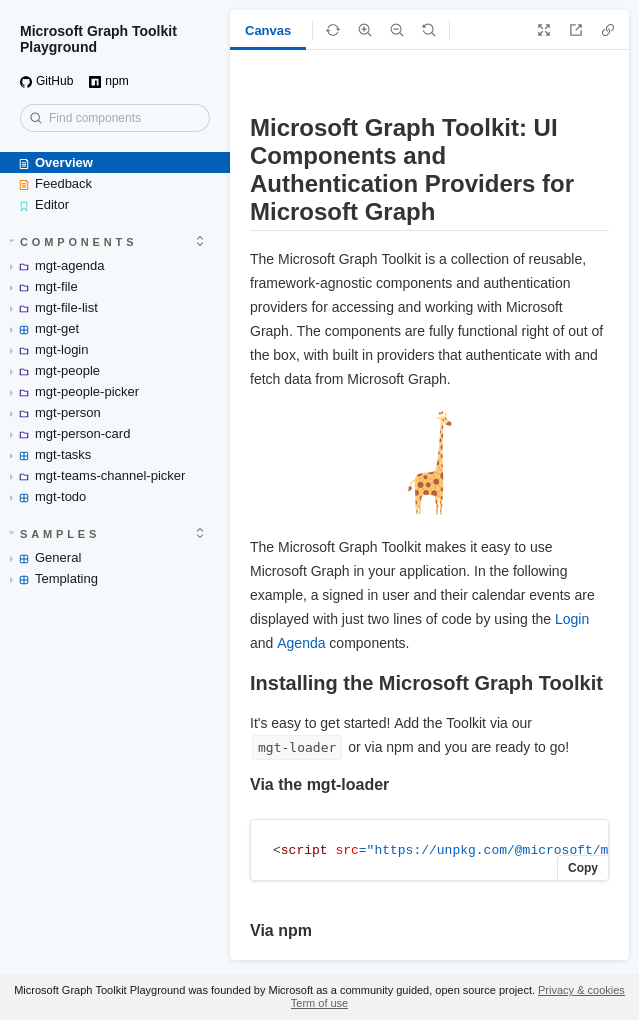 Microsoft Graph Toolkit
Playground
GitHub npm
Find components
Overview
Feedback
Editor
COMPONENTS
mgt-agenda
mgt-file
mgt-file-list
mgt-get
mgt-login
mgt-people
mgt-people-picker
mgt-person
mgt-person-card
mgt-tasks
mgt-teams-channel-picker
mgt-todo
SAMPLES
General
Templating
Canvas
Microsoft Graph Toolkit: UI
Components and
Authentication Providers for
Microsoft Graph
The Microsoft Graph Toolkit is a collection of reusable,
framework-agnostic components and authentication
providers for accessing and working with Microsoft
Graph. The components are fully functional right of out of
the box, with built in providers that authenticate with and
fetch data from Microsoft Graph.
The Microsoft Graph Toolkit makes it easy to use
Microsoft Graph in your application. In the following
example, a signed in user and their calendar events are
displayed with just two lines of code by using the Login
and Agenda components.
Installing the Microsoft Graph Toolkit
It's easy to get started! Add the Toolkit via our
mgt-loader or via npm and you are ready to go!
Via the mgt-loader
<script src="https://unpkg.com/@microsoft/m
Copy
Via npm
Microsoft Graph Toolkit Playground was founded by Microsoft as a community guided, open source project. Privacy & cookies
Term of use